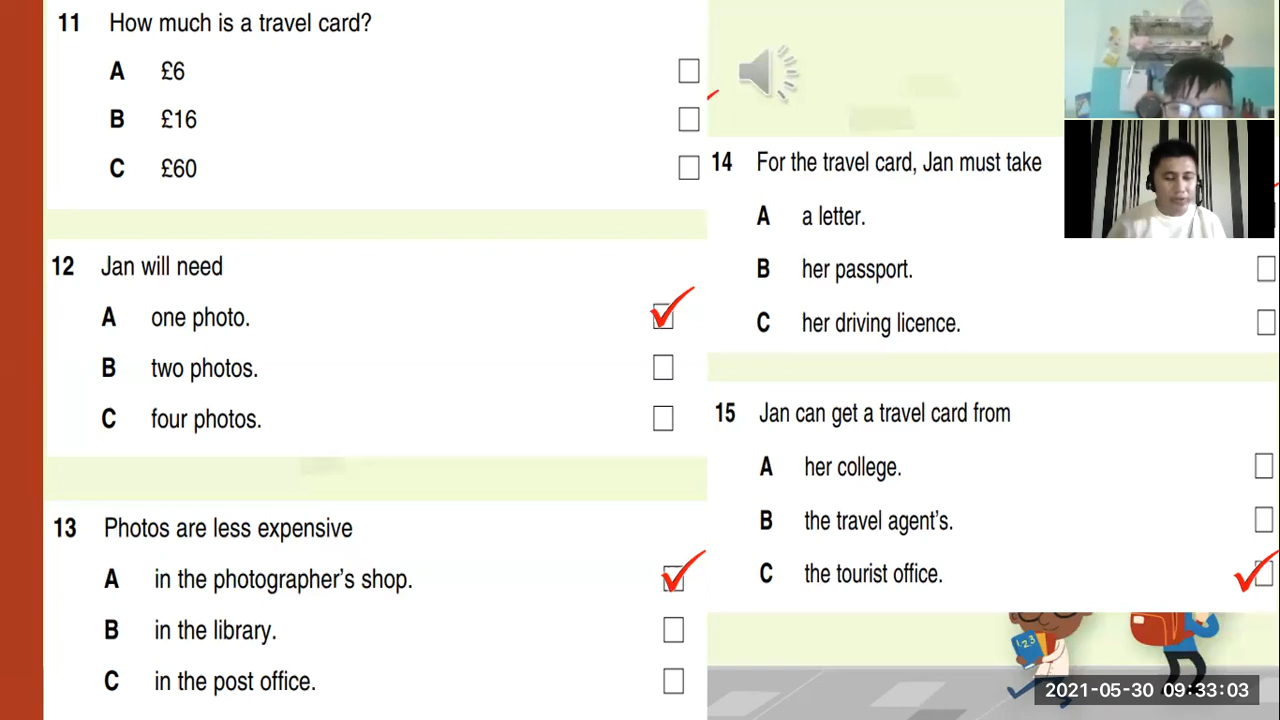 11 How much is a travel card?
A £6
B £16
C £60
12 Jan will need
A one photo.
B two photos.
C four photos.
13 Photos are less expensive
A in the photographer's shop.
B in the library.
C in the post office.
14 For the travel card, Jan must take
A a letter.
B her passport.
C her driving licence.
15 Jan can get a travel card from
A her college.
B the travel agent's.
C the tourist office.
1 2 3
2021-05-30 09:33:03